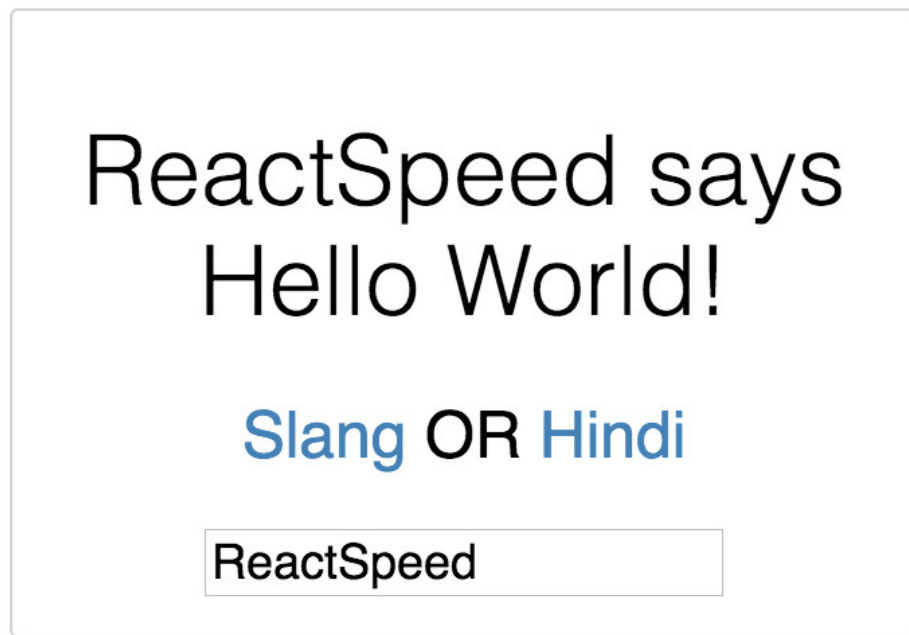 ReactSpeed says
Hello World!
Slang OR Hindi
ReactSpeed